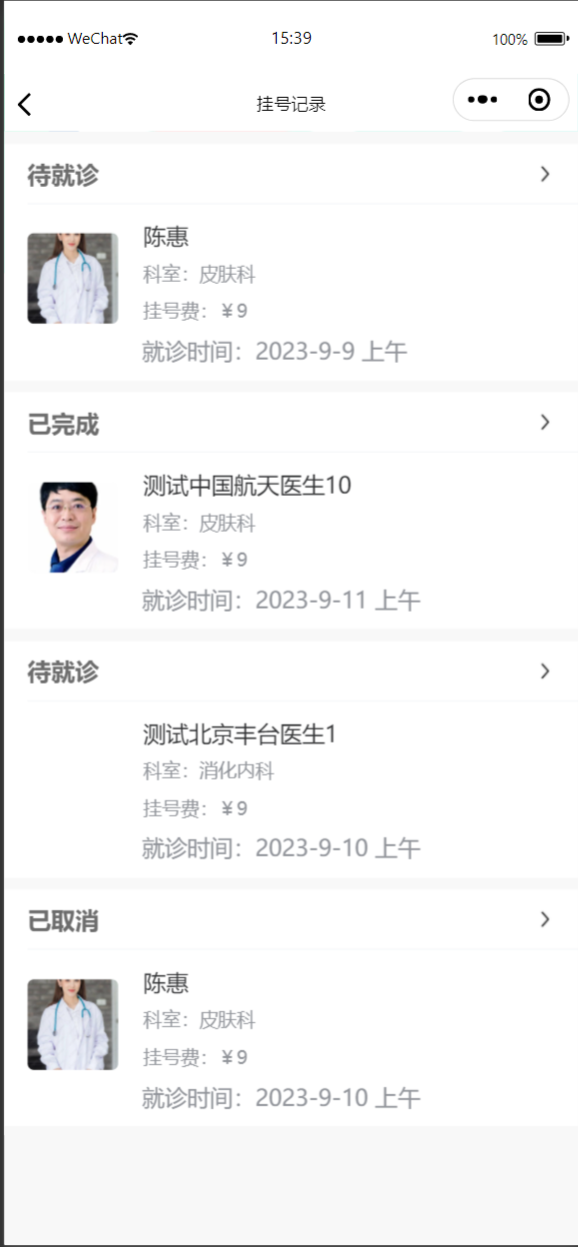 WeChat 15:39 100%
挂号记录
待就诊
陈惠
科室：皮肤科
挂号费：￥9
就诊时间：2023-9-9 上午
已完成
测试中国航天医生10
科室：皮肤科
挂号费：￥9
就诊时间：2023-9-11 上午
待就诊
测试北京丰台医生1
科室：消化内科
挂号费：￥9
就诊时间：2023-9-10 上午
已取消
陈惠
科室：皮肤科
挂号费：￥9
就诊时间：2023-9-10 上午